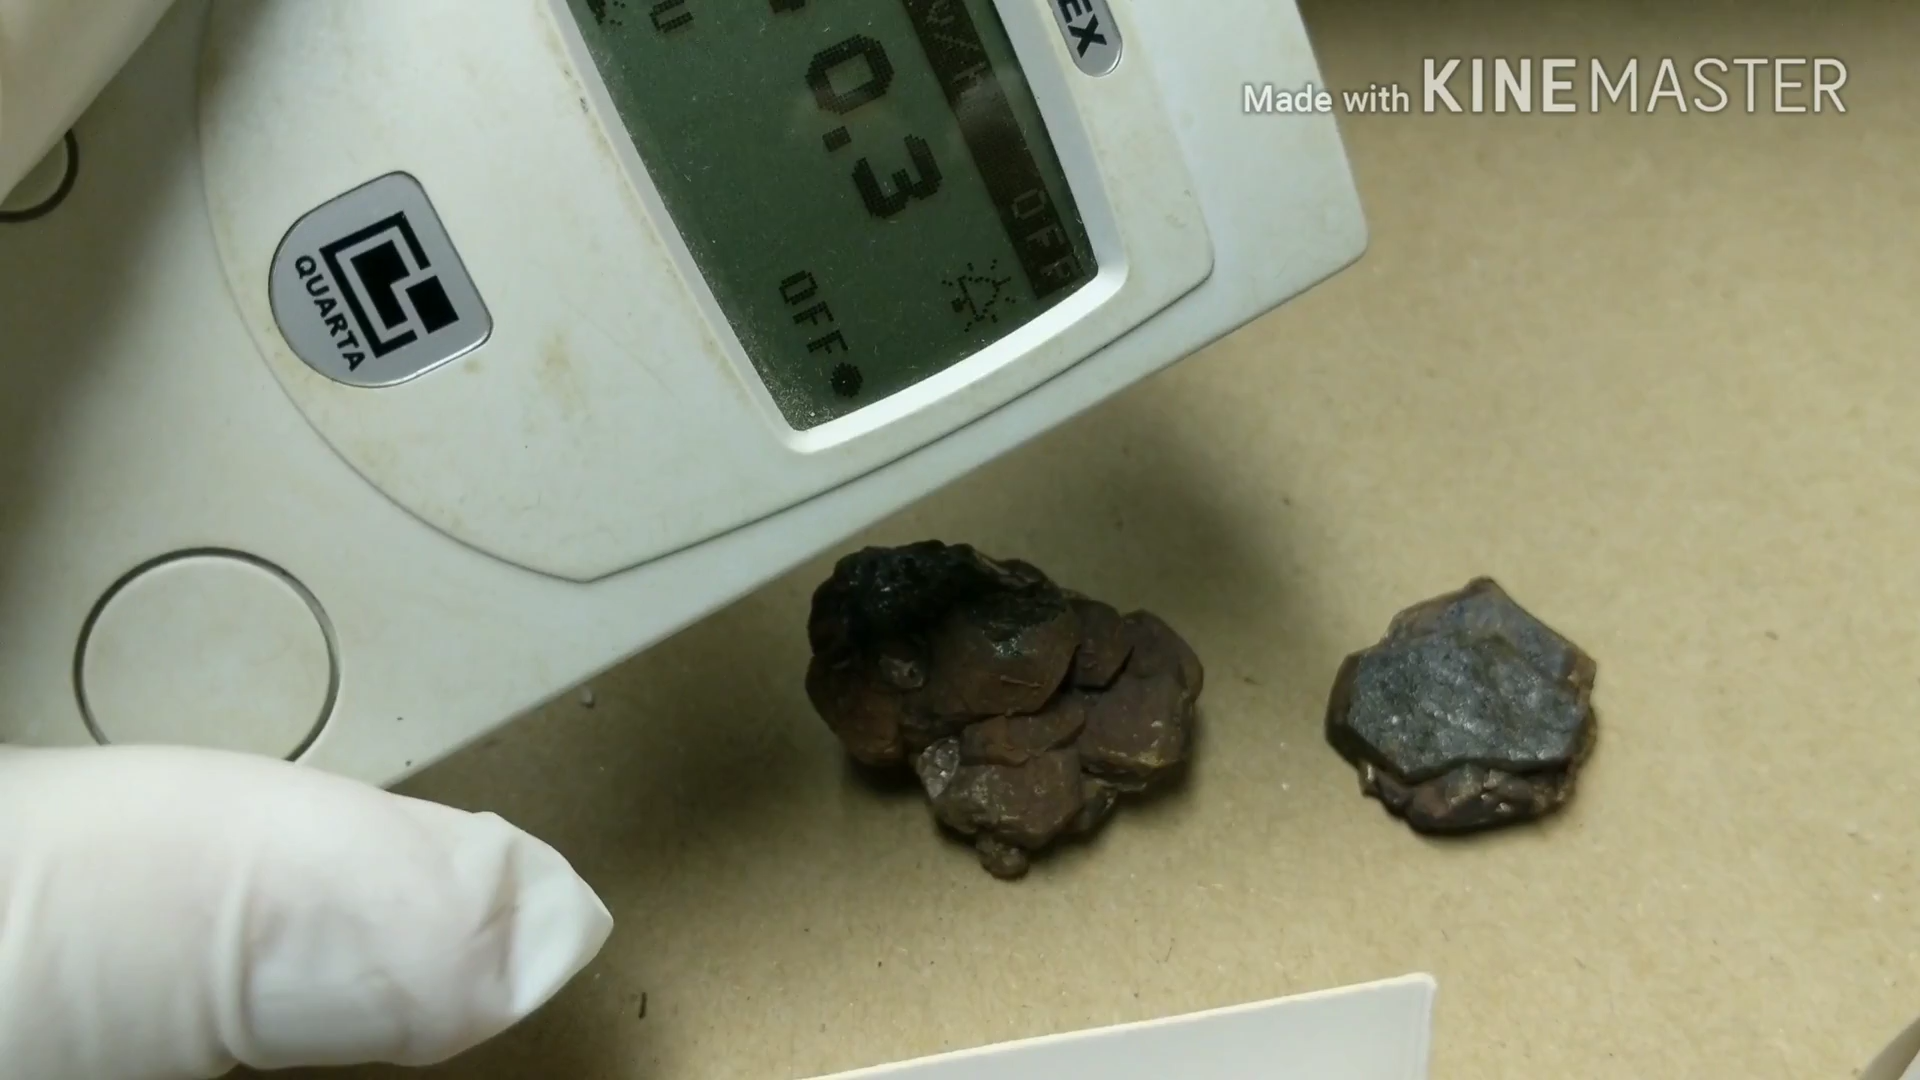 Made with KINEMASTER
EX
0.3
OFF
OFF
QUARTA